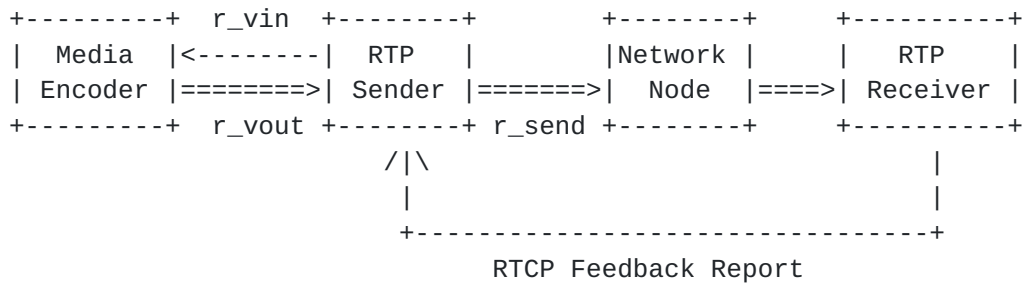 +---------+  r_vin  +--------+        +--------+     +----------+
|  Media  |<--------|  RTP   |        |Network |     |   RTP    |
| Encoder |========>| Sender |=======>|  Node  |====>| Receiver |
+---------+  r_vout +--------+ r_send +--------+     +----------+
/|\                              |
|                              |
+-----------------------------+
RTCP Feedback Report